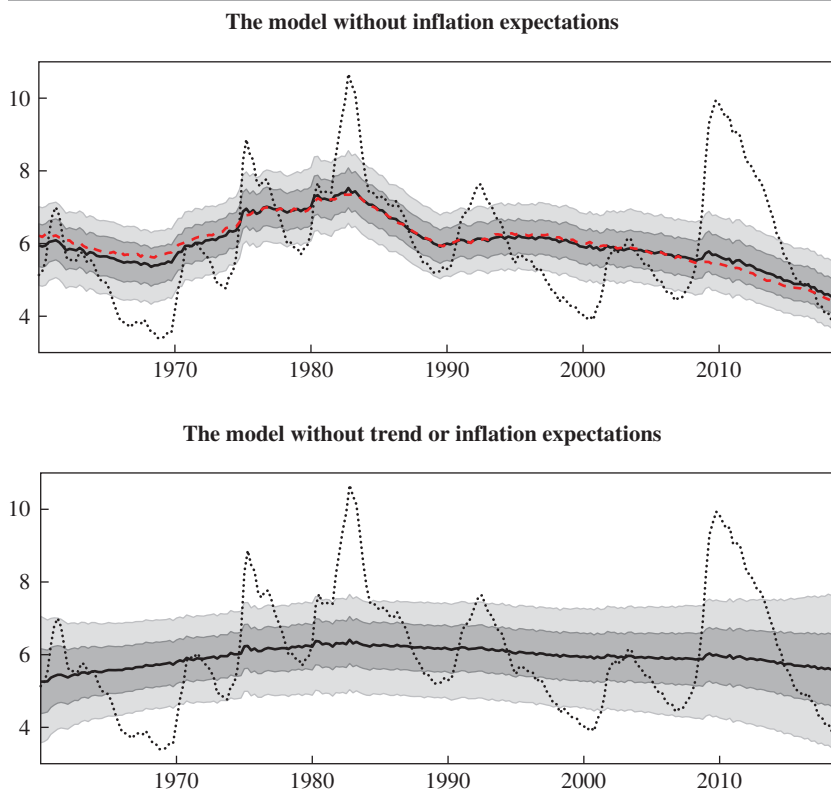 The model without inflation expectations
10
8
6
4
1970 1980 1990 2000 2010
The model without trend or inflation expectations
10
8
6
4
1970 1980 1990 2000 2010